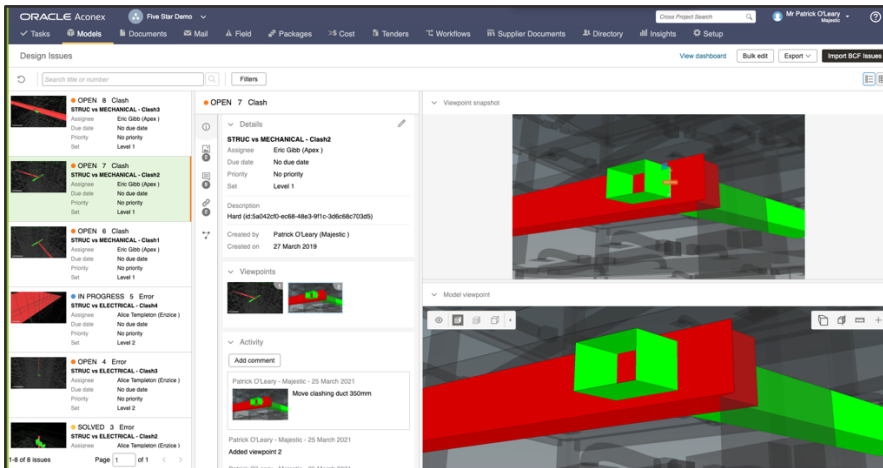 ORACLE Aconex
Five Star Demo
Cross Project Search
Mr Patrick O'Leary
Majestic
Tasks
Models
Documents
Mail
Field
Packages
Cost
Tenders
Workflows
Supplier Documents
Directory
Insights
Setup
Design Issues
View dashboard
Bulk edit
Export
Import BCF Issues
Search title or number
Filters
OPEN 8 Clash
STRUC vs MECHANICAL - Clash3
Assignee Eric Gibb (Apex )
Due date No due date
Priority No priority
Set Level 1
OPEN 7 Clash
STRUC vs MECHANICAL - Clash2
Assignee Eric Gibb (Apex )
Due date No due date
Priority No priority
Set Level 1
OPEN 6 Clash
STRUC vs MECHANICAL - Clash1
Assignee Eric Gibb (Apex )
Due date No due date
Priority No priority
Set Level 1
IN PROGRESS 5 Error
STRUC vs ELECTRICAL - Clash4
Assignee Alice Templeton (Enzice )
Due date No due date
Priority No priority
Set Level 2
OPEN 4 Error
STRUC vs ELECTRICAL - Clash3
Assignee Alice Templeton (Enzice )
Due date No due date
Priority No priority
Set Level 2
SOLVED 3 Error
STRUC vs ELECTRICAL - Clash2
Assignee Alice Templeton (Enzice )
1-8 of 8 issues
Page 1 of 1
OPEN 7 Clash
Details
STRUC vs MECHANICAL - Clash2
Assignee Eric Gibb (Apex )
Due date No due date
Priority No priority
Set Level 1
Description
Hard (id:5a042cf0-ec68-48e3-9f1c-3d6c68c703d5)
Created by Patrick O'Leary (Majestic )
Created on 27 March 2019
Viewpoints
Activity
Add comment
Patrick O'Leary - Majestic - 25 March 2021
Move clashing duct 350mm
Patrick O'Leary - Majestic - 25 March 2021
Added viewpoint 2
Patrick O'Leary - Majestic - 25 March 2021
Viewpoint snapshot
Model viewpoint